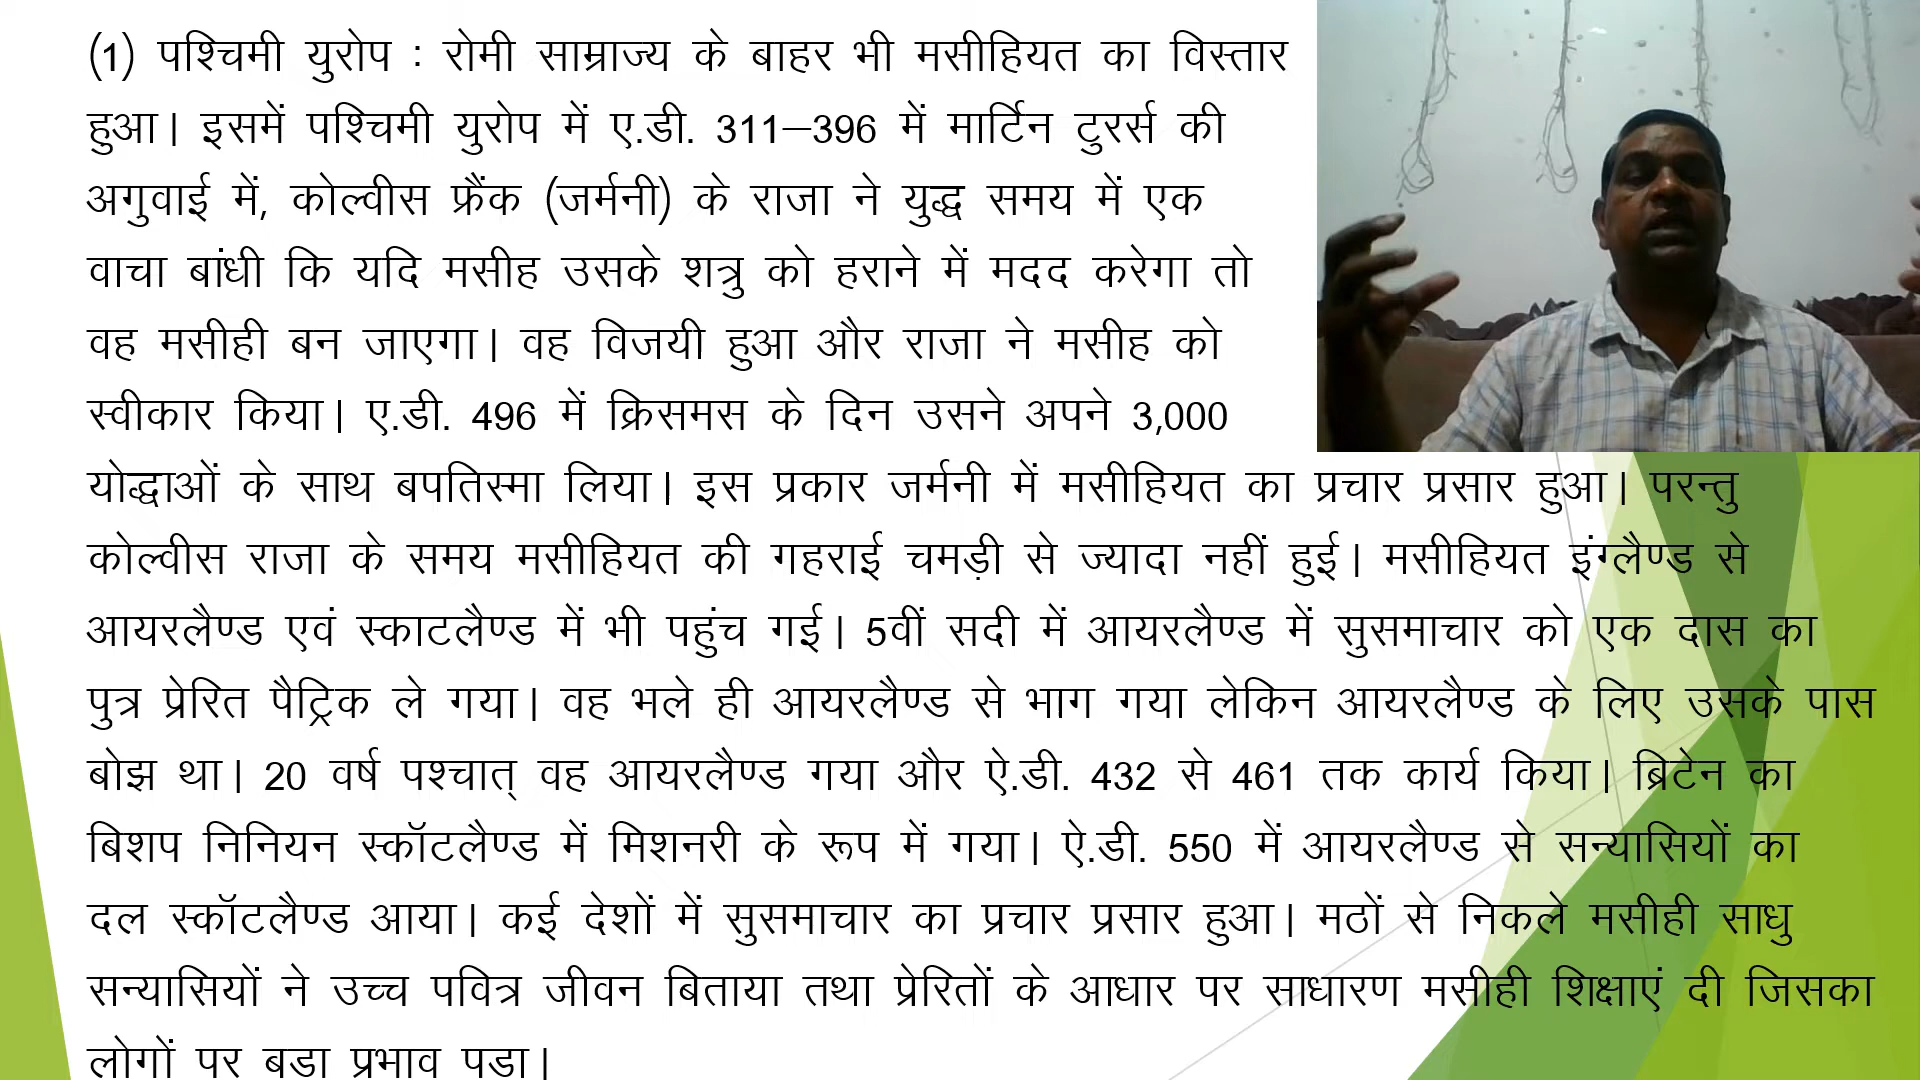 (1) पश्चिमी युरोप : रोमी साम्राज्य के बाहर भी मसीहियत का विस्तार
हुआ। इसमें पश्चिमी युरोप में ए.डी. 311–396 में मार्टिन टुरर्स की
अगुवाई में, कोल्वीस फ्रैंक (जर्मनी) के राजा ने युद्ध समय में एक
वाचा बांधी कि यदि मसीह उसके शत्रु को हराने में मदद करेगा तो
वह मसीही बन जाएगा। वह विजयी हुआ और राजा ने मसीह को
स्वीकार किया। ए.डी. 496 में क्रिसमस के दिन उसने अपने 3,000
योद्धाओं के साथ बपतिस्मा लिया। इस प्रकार जर्मनी में मसीहियत का प्रचार प्रसार हुआ। परन्तु
कोल्वीस राजा के समय मसीहियत की गहराई चमड़ी से ज्यादा नहीं हुई। मसीहियत इंग्लैण्ड से
आयरलैण्ड एवं स्काटलैण्ड में भी पहुंच गई। 5वीं सदी में आयरलैण्ड में सुसमाचार को एक दास का
पुत्र प्रेरित पैट्रिक ले गया। वह भले ही आयरलैण्ड से भाग गया लेकिन आयरलैण्ड के लिए उसके पास
बोझ था। 20 वर्ष पश्चात् वह आयरलैण्ड गया और ऐ.डी. 432 से 461 तक कार्य किया। ब्रिटेन का
बिशप निनियन स्कॉटलैण्ड में मिशनरी के रूप में गया। ऐ.डी. 550 में आयरलैण्ड से सन्यासियों का
दल स्कॉटलैण्ड आया। कई देशों में सुसमाचार का प्रचार प्रसार हुआ। मठों से निकले मसीही साधु
सन्यासियों ने उच्च पवित्र जीवन बिताया तथा प्रेरितों के आधार पर साधारण मसीही शिक्षाएं दी जिसका
लोगों पर बडा प्रभाव पडा।